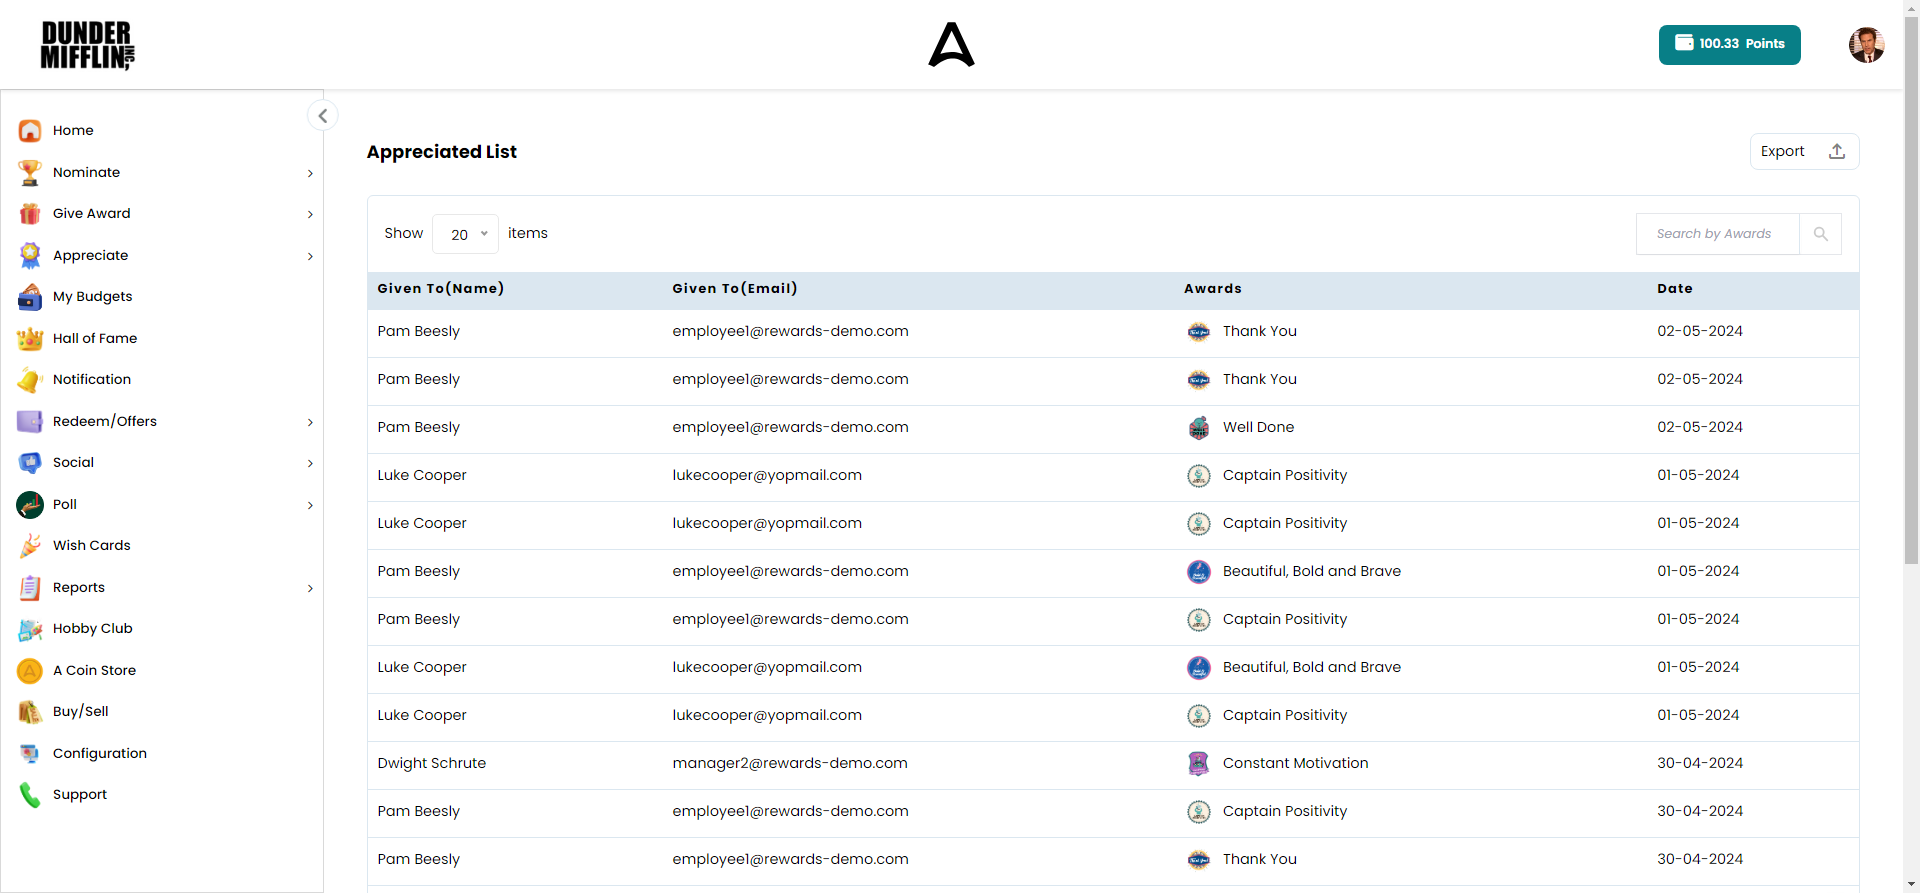 DUNDER
MIFFLIN, INC.
100.33 Points
Home
Nominate
Give Award
Appreciate
My Budgets
Hall of Fame
Notification
Redeem/Offers
Social
Poll
Wish Cards
Reports
Hobby Club
A Coin Store
Buy/Sell
Configuration
Support
Appreciated List
Export
Show 20 items
Search by Awards
Given To(Name) Given To(Email) Awards Date
Pam Beesly employee1@rewards-demo.com Thank You 02-05-2024
Pam Beesly employee1@rewards-demo.com Thank You 02-05-2024
Pam Beesly employee1@rewards-demo.com Well Done 02-05-2024
Luke Cooper lukecooper@yopmail.com Captain Positivity 01-05-2024
Luke Cooper lukecooper@yopmail.com Captain Positivity 01-05-2024
Pam Beesly employee1@rewards-demo.com Beautiful, Bold and Brave 01-05-2024
Pam Beesly employee1@rewards-demo.com Captain Positivity 01-05-2024
Luke Cooper lukecooper@yopmail.com Beautiful, Bold and Brave 01-05-2024
Luke Cooper lukecooper@yopmail.com Captain Positivity 01-05-2024
Dwight Schrute manager2@rewards-demo.com Constant Motivation 30-04-2024
Pam Beesly employee1@rewards-demo.com Captain Positivity 30-04-2024
Pam Beesly employee1@rewards-demo.com Thank You 30-04-2024